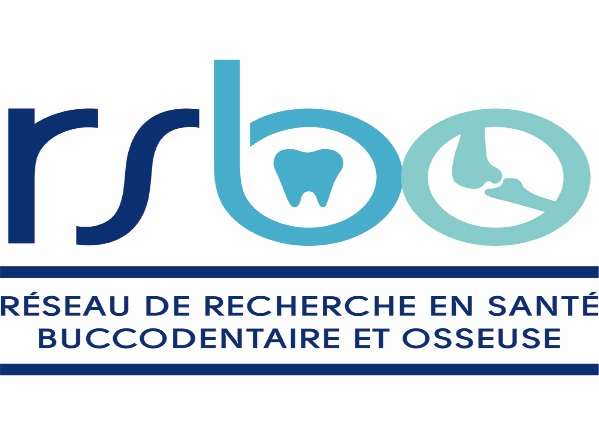 rsbo
RÉSEAU DE RECHERCHE EN SANTÉ
BUCCODENTAIRE ET OSSEUSE